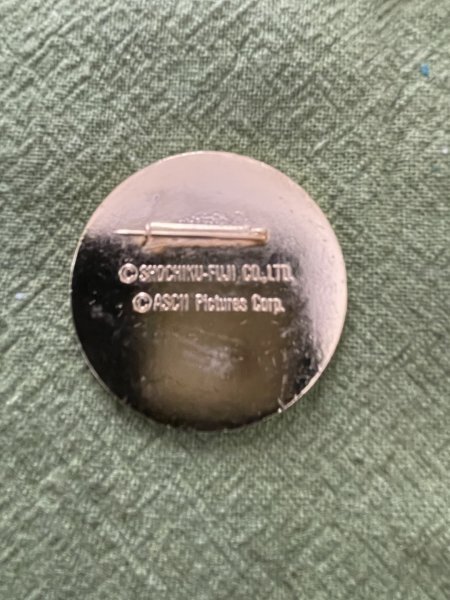 ©SHOCHIKU-FUJI CO.,LTD.
©ASCII Pictures Corp.